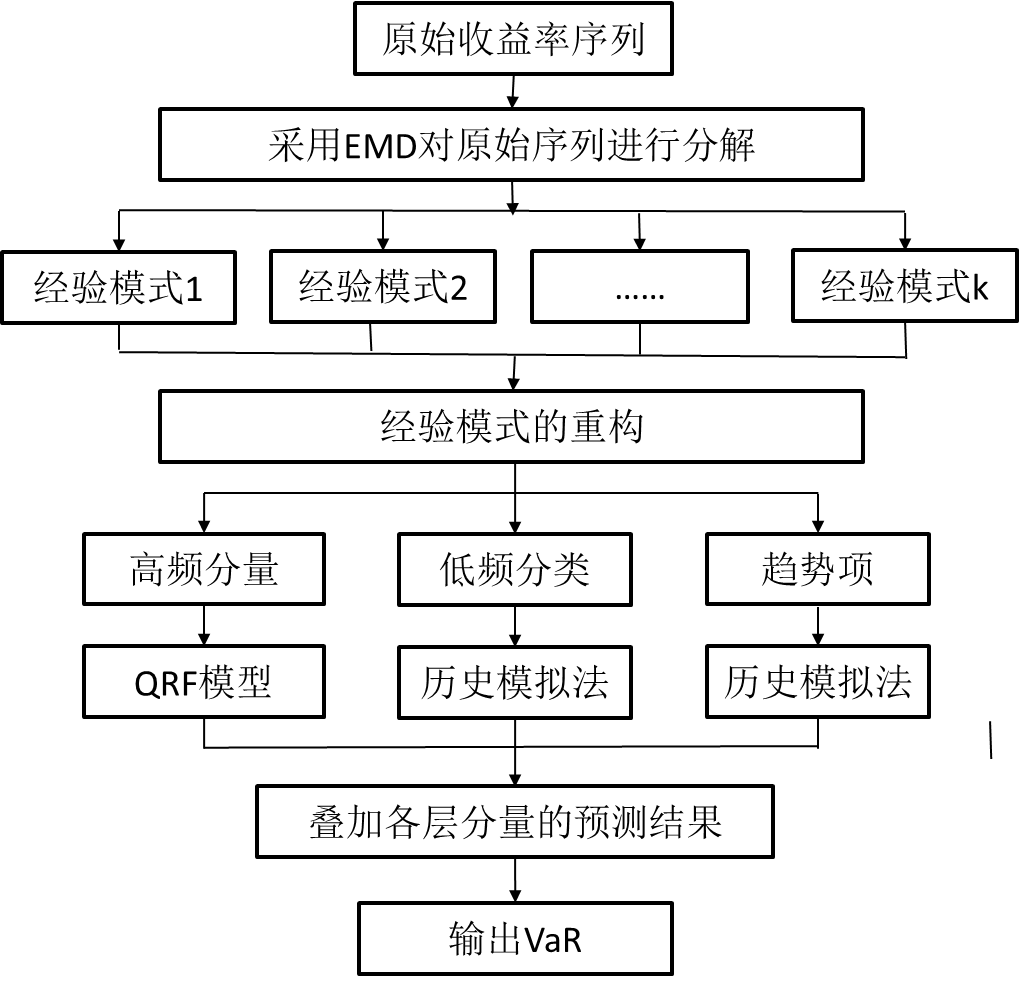 原始收益率序列
采用EMD对原始序列进行分解
经验模式1
经验模式2
......
经验模式k
经验模式的重构
高频分量
低频分类
趋势项
QRF模型
历史模拟法
历史模拟法
叠加各层分量的预测结果
输出VaR